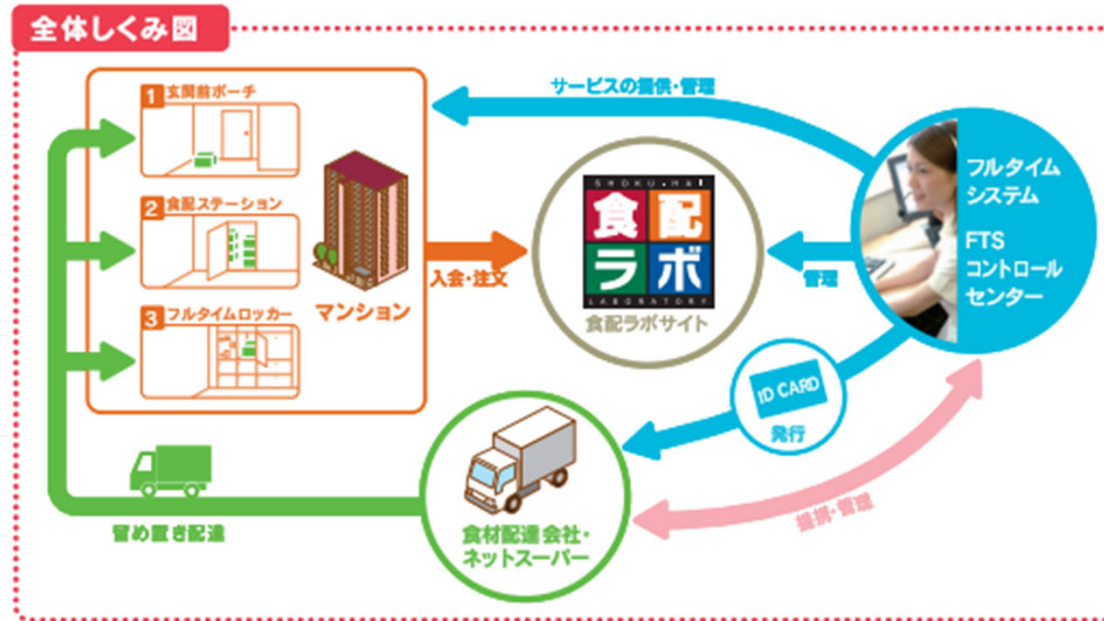 全体しくみ図
サービスの提供・管理
1 玄関前ポーチ
2 食配ステーション
3 フルタイムロッカー
マンション
入会・注文
SHOKU・HAI
食配
ラボ
LABORATORY
食配ラボサイト
管理
フルタイム
システム
FTS
コントロール
センター
ID CARD
発行
提携・管理
食材配達会社・
ネットスーパー
留め置き配達